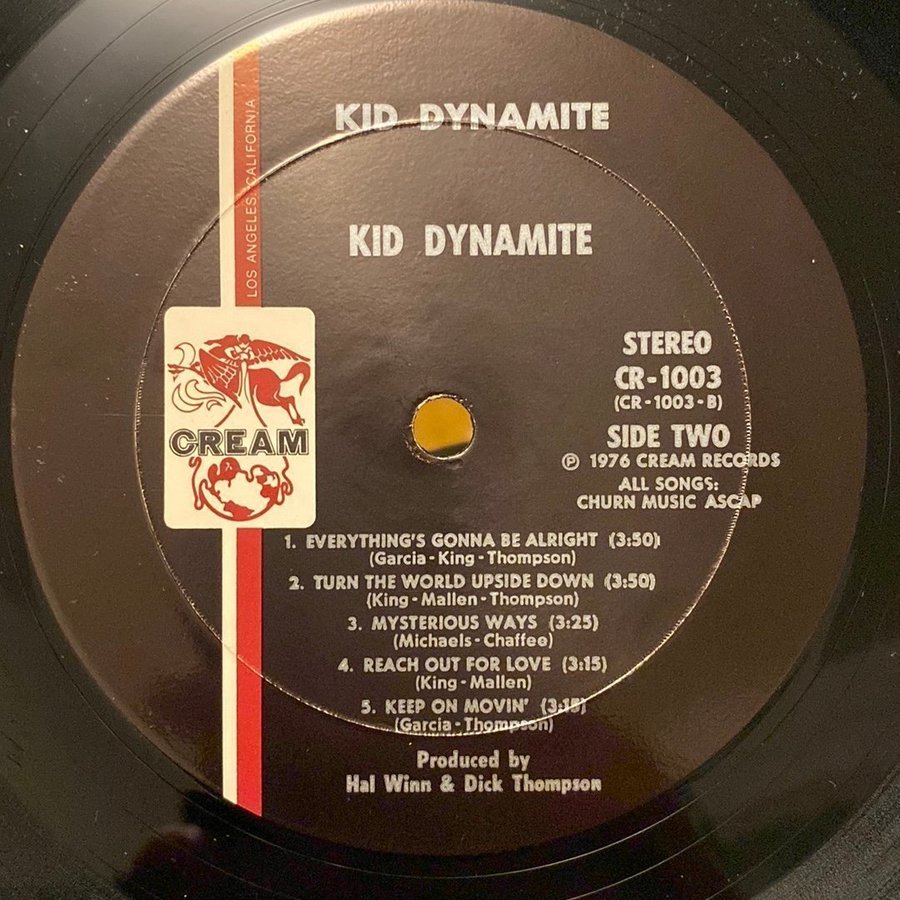 KID DYNAMITE
KID DYNAMITE
LOS ANGELES, CALIFORNIA
CREAM
STEREO
CR-1003
(CR-1003-B)
SIDE TWO
℗ 1976 CREAM RECORDS
ALL SONGS:
CHURN MUSIC ASCAP
1. EVERYTHING'S GONNA BE ALRIGHT (3:50)
(Garcia-King-Thompson)
2. TURN THE WORLD UPSIDE DOWN (3:50)
(King-Mallen-Thompson)
3. MYSTERIOUS WAYS (3:25)
(Michaels-Chaffee)
4. REACH OUT FOR LOVE (3:15)
(King-Mallen)
5. KEEP ON MOVIN' (3:15)
(Garcia-Thompson)
Produced by
Hal Winn & Dick Thompson